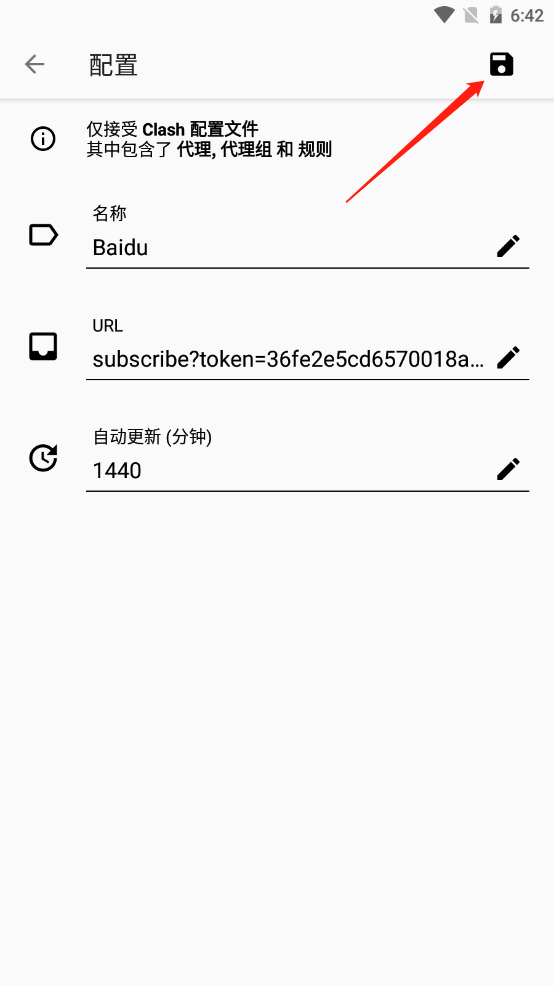 6:42
配置
仅接受 Clash 配置文件
其中包含了 代理, 代理组 和 规则
名称
Baidu
URL
subscribe?token=36fe2e5cd6570018a...
自动更新 (分钟)
1440